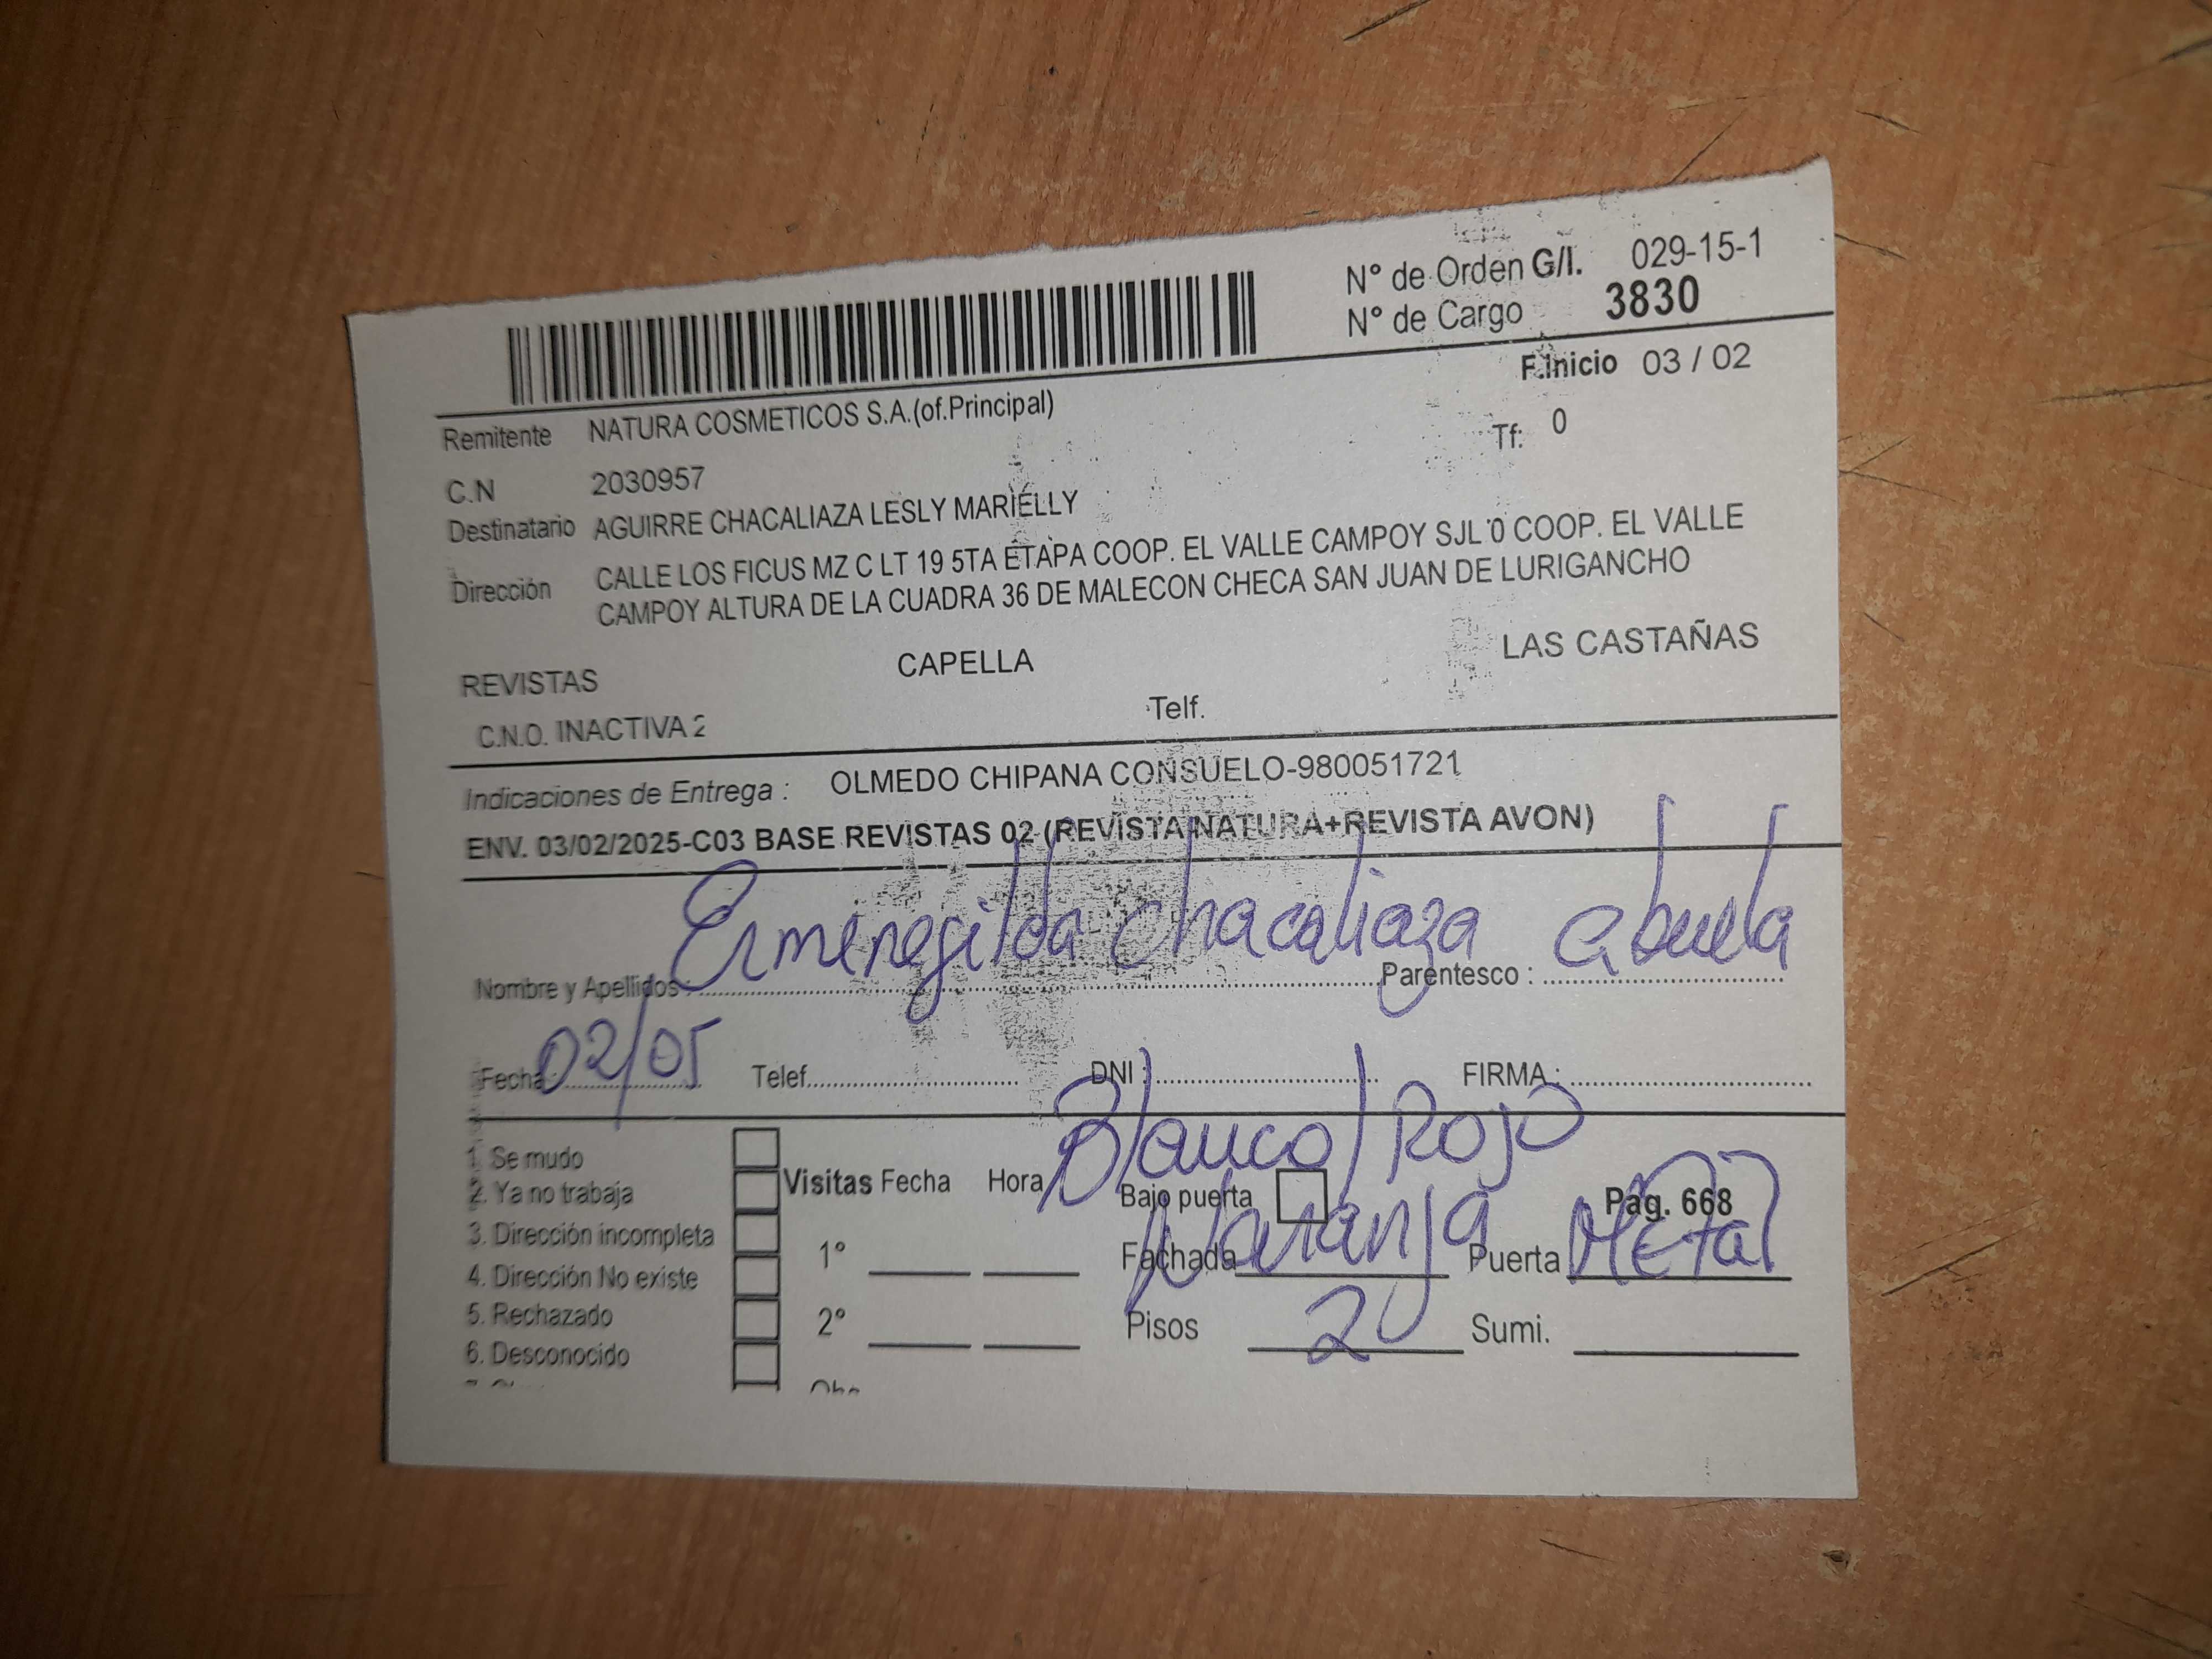 N° de Orden G/I. 029-15-1
N° de Cargo 3830
F.Inicio 03 / 02
Remitente NATURA COSMETICOS S.A.(of.Principal)
Tf: 0
C.N 2030957
Destinatario AGUIRRE CHACALIAZA LESLY MARIELLY
Dirección CALLE LOS FICUS MZ C LT 19 5TA ETAPA COOP. EL VALLE CAMPOY SJL 0 COOP. EL VALLE
CAMPOY ALTURA DE LA CUADRA 36 DE MALECON CHECA SAN JUAN DE LURIGANCHO
REVISTAS CAPELLA LAS CASTAÑAS
C.N.O. INACTIVA 2 Telf.
Indicaciones de Entrega : OLMEDO CHIPANA CONSUELO-980051721
ENV. 03/02/2025-C03 BASE REVISTAS 02 (REVISTA NATURA+REVISTA AVON)
Nombre y Apellidos Ermenegilda Chacaliaza Parentesco : abuela
Fecha 02/05 Telef. DNI : FIRMA :
Blanco/Rojo
1. Se mudo
2. Ya no trabaja Visitas Fecha Hora Bajo puerta Pag. 668
3. Dirección incompleta 1° Fachada Naranja Puerta Metal
4. Dirección No existe
5. Rechazado 2° Pisos 2 Sumi.
6. Desconocido